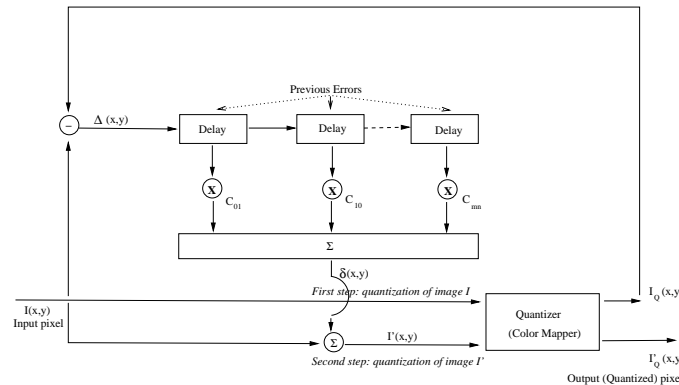 Previous Errors
−
Δ (x,y)
Delay
Delay
Delay
X
X
X
C01
C10
Cmn
Σ
δ(x,y)
First step: quantization of image I
I(x,y)
Input pixel
Quantizer
(Color Mapper)
IQ (x,y)
Σ
I'(x,y)
Second step: quantization of image I'
I'Q (x,y)
Output (Quantized) pixel